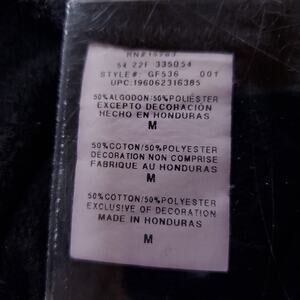 54 22F 335054
STYLE#: GF536 001
UPC:196062316385
50%ALGODON/50%POLIESTER
EXCEPTO DECORACION
HECHO EN HONDURAS
M
50%COTON/50%POLYESTER
DECORATION NON COMPRISE
FABRIQUE AU HONDURAS
M
50%COTTON/50%POLYESTER
EXCLUSIVE OF DECORATION
MADE IN HONDURAS
M